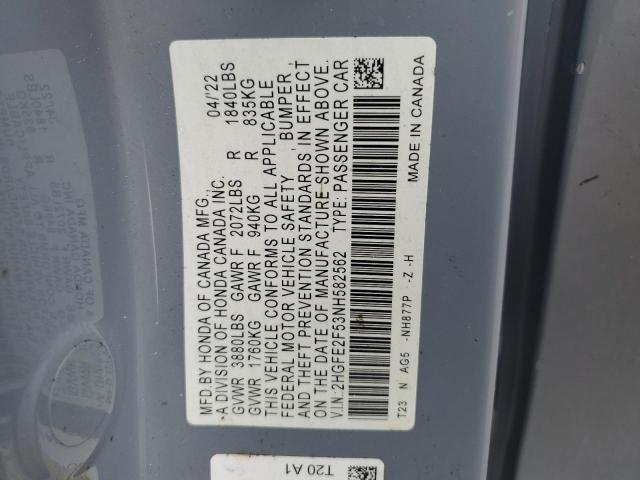 MFD.BY HONDA OF CANADA MFG., 04/'22
A DIVISION OF HONDA CANADA INC.
GVWR 3880LBS GAWR F 2072LBS R 1840LBS
GVWR 1760KG GAWR F 940KG R 835KG
THIS VEHICLE CONFORMS TO ALL APPLICABLE
FEDERAL MOTOR VEHICLE SAFETY, BUMPER,
AND THEFT PREVENTION STANDARDS IN EFFECT
ON THE DATE OF MANUFACTURE SHOWN ABOVE.
V.I.N:2HGFE2F53NH582562 TYPE: PASSENGER CAR
T23 N AG5 -NH877P -Z -H
MADE IN CANADA
T20 A1